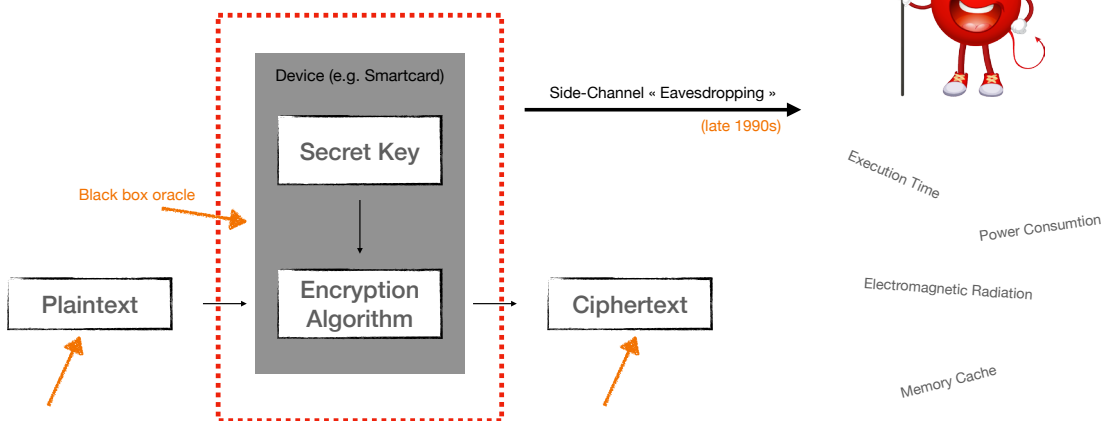 Device (e.g. Smartcard)
Side-Channel « Eavesdropping »
(late 1990s)
Secret Key
Execution Time
Black box oracle
Power Consumtion
Plaintext
Encryption
Algorithm
Ciphertext
Electromagnetic Radiation
Memory Cache